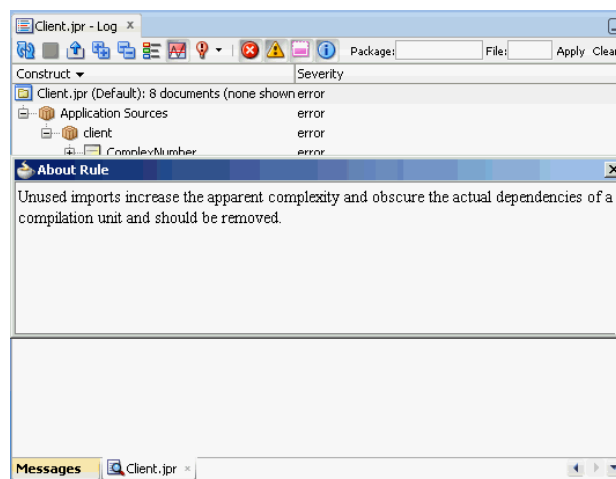 Client.jpr - Log
Package: File: Apply Clea
Construct Severity
Client.jpr (Default): 8 documents (none shown error
Application Sources error
client error
ComplexNumber error
About Rule
Unused imports increase the apparent complexity and obscure the actual dependencies of a
compilation unit and should be removed.
Messages Client.jpr